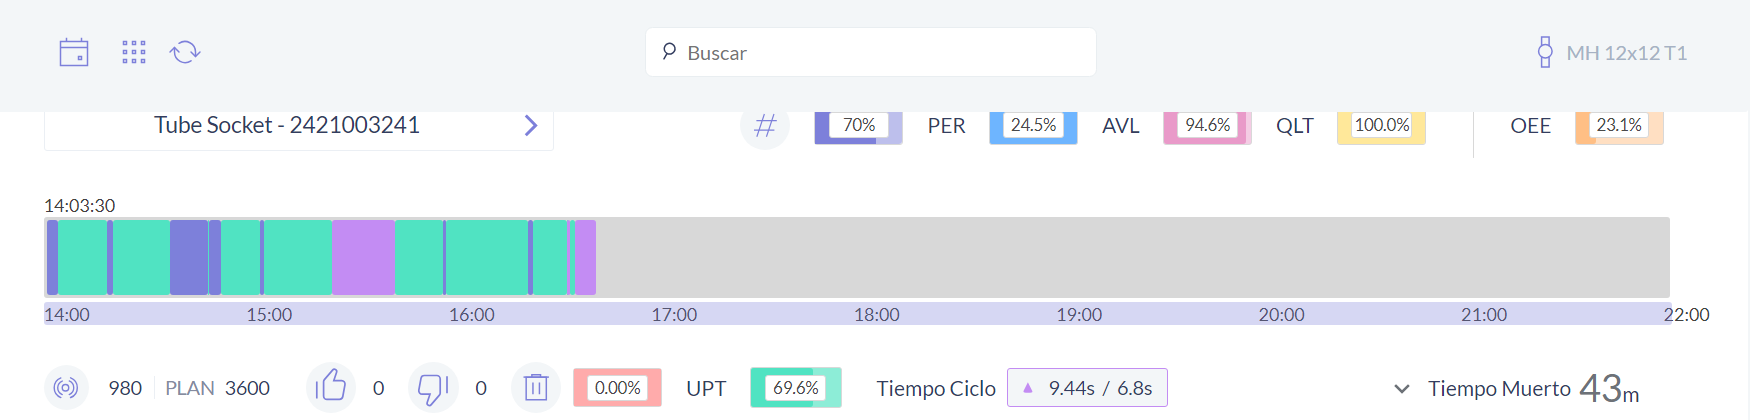 Buscar
MH 12x12 T1
Tube Socket - 2421003241
70% PER 24.5% AVL 94.6% QLT 100.0% OEE 23.1%
14:03:30
14:00 15:00 16:00 17:00 18:00 19:00 20:00 21:00 22:00
980 PLAN 3600 0 0 0.00% UPT 69.6% Tiempo Ciclo 9.44s / 6.8s Tiempo Muerto 43m